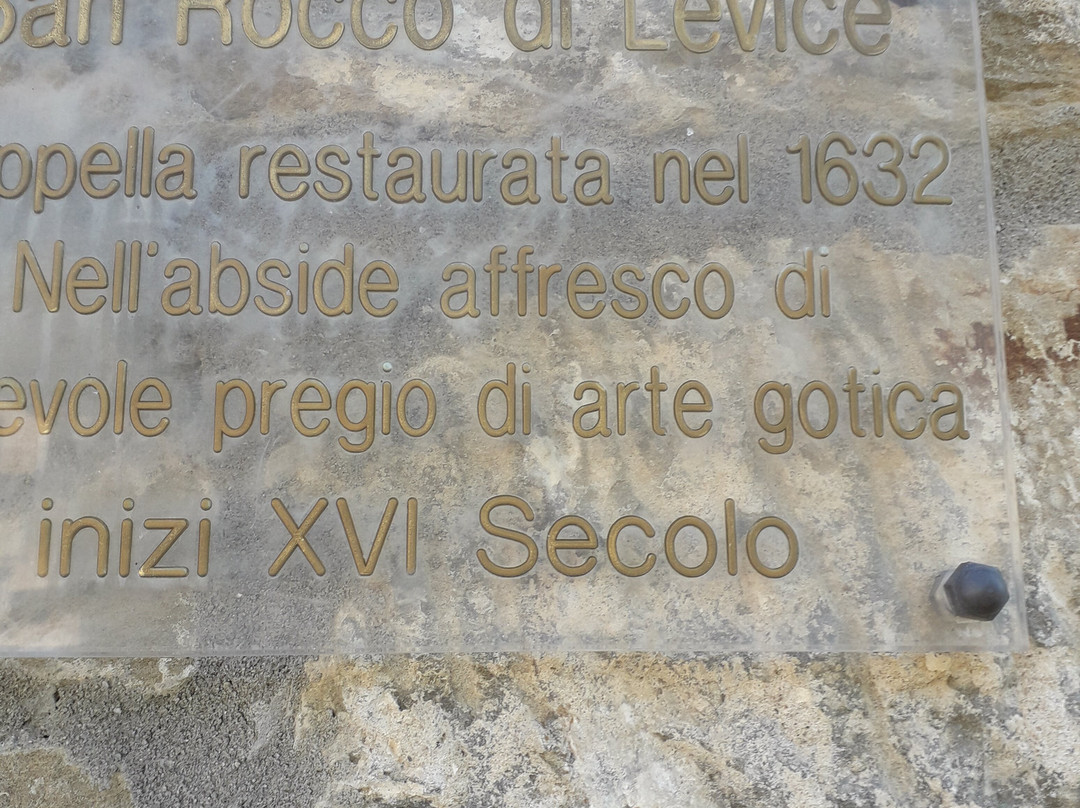 San Rocco di Levice
ppella restaurata nel 1632
Nell'abside affresco di
evole pregio di arte gotica
inizi XVI Secolo